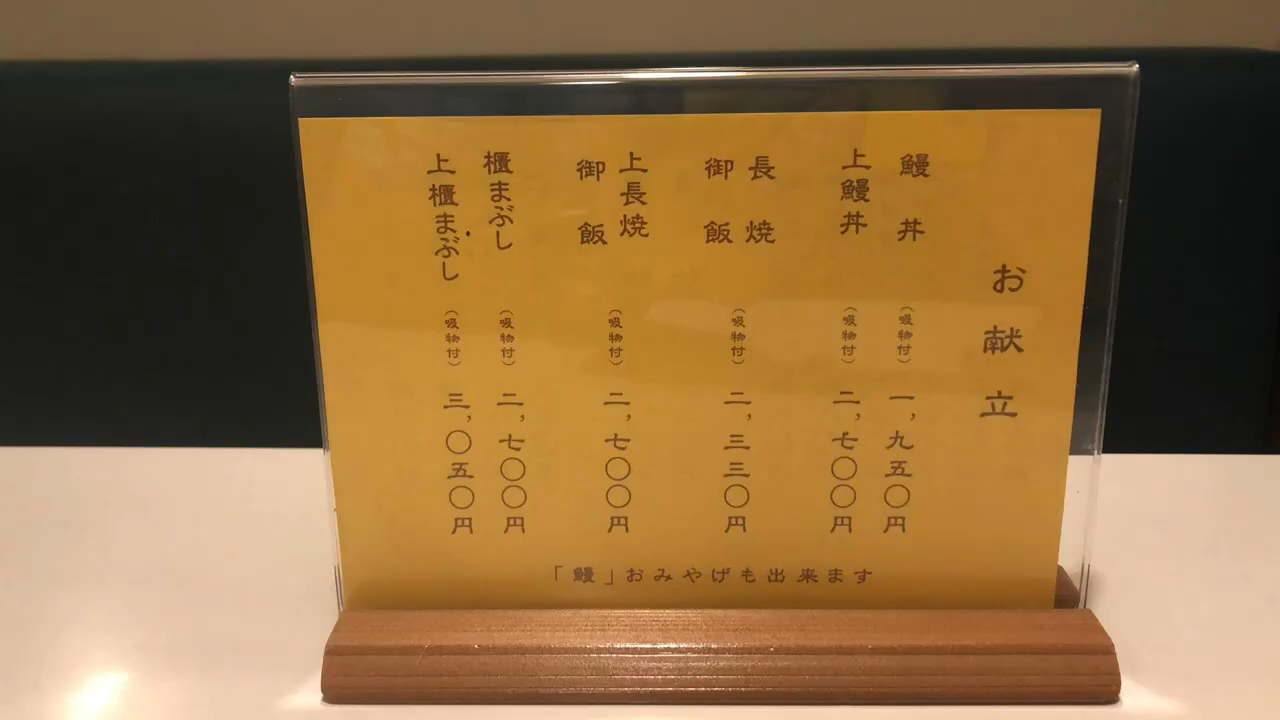 お献立
鰻丼 (吸物付) 一,九五〇円
上鰻丼 (吸物付) 二,七〇〇円
長焼
御飯 (吸物付) 二,三三〇円
上長焼
御飯 (吸物付) 二,七〇〇円
櫃まぶし (吸物付) 二,七〇〇円
上櫃まぶし (吸物付) 三,〇五〇円
「鰻」おみやげも出来ます